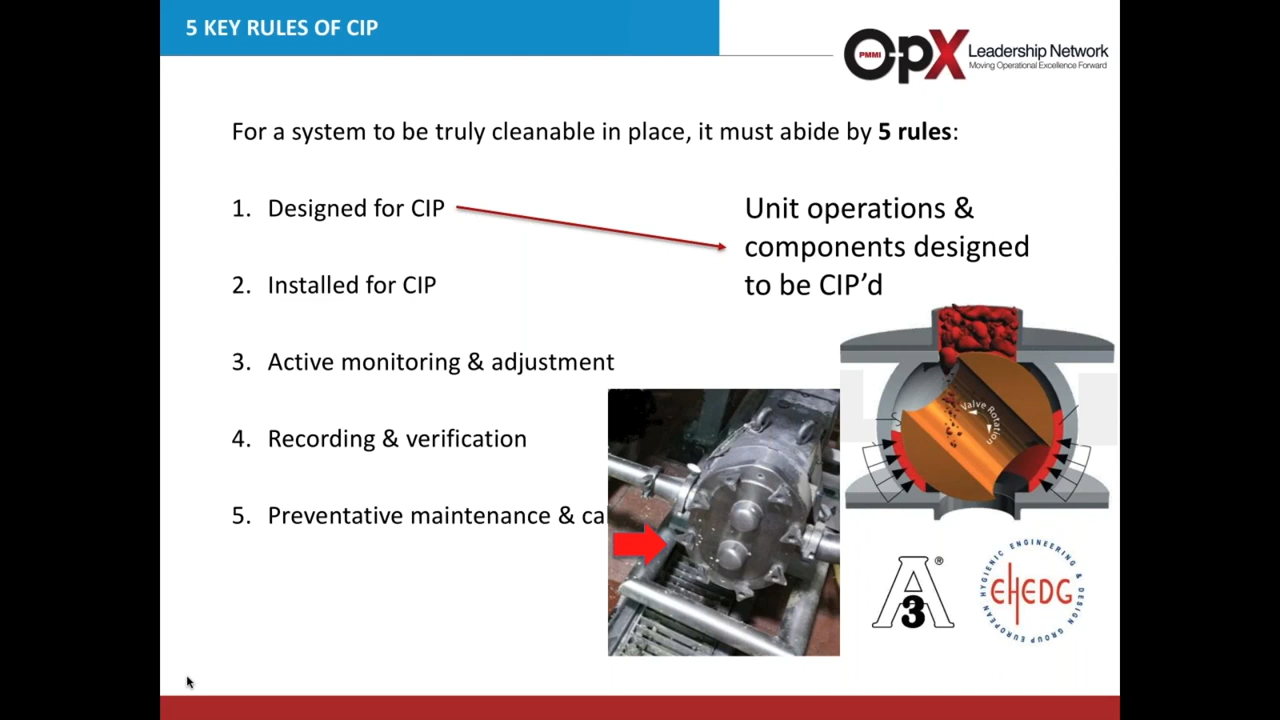 5 KEY RULES OF CIP
OpX
PMMI
Leadership Network
Moving Operational Excellence Forward
For a system to be truly cleanable in place, it must abide by 5 rules:
1. Designed for CIP
Unit operations &
components designed
to be CIP’d
2. Installed for CIP
3. Active monitoring & adjustment
4. Recording & verification
5. Preventative maintenance & ca
Valve Rotation
A
3
®
EHEDG
EUROPEAN HYGIENIC ENGINEERING & DESIGN GROUP